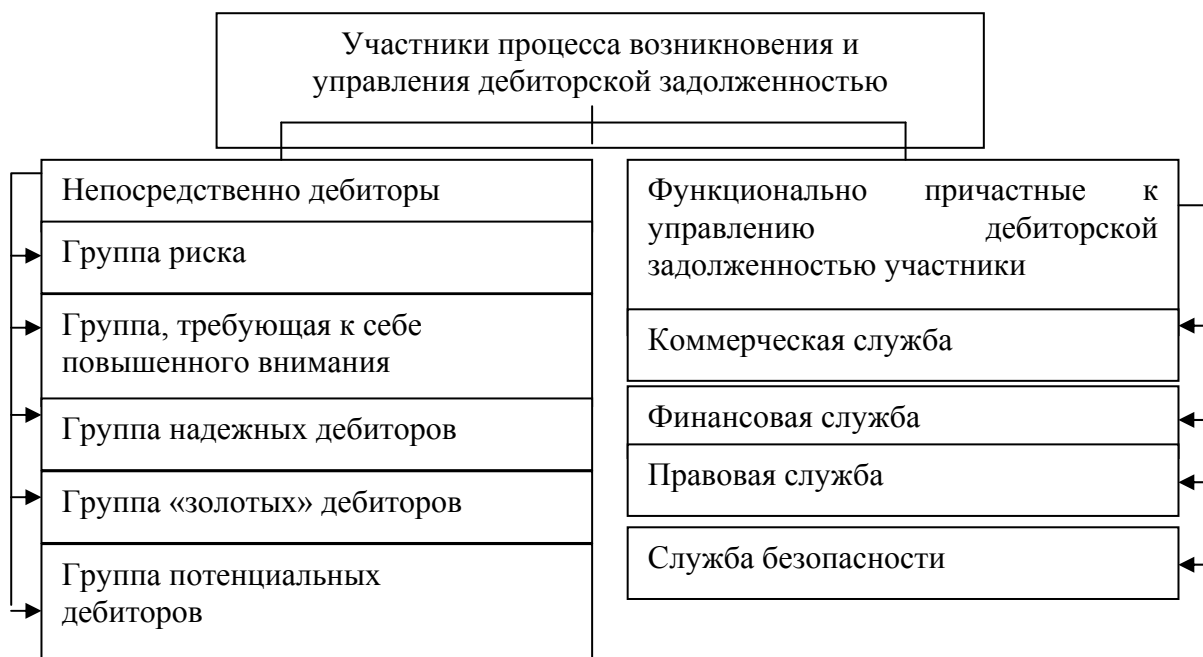 Участники процесса возникновения и
управления дебиторской задолженностью
Непосредственно дебиторы
Группа риска
Группа, требующая к себе
повышенного внимания
Группа надежных дебиторов
Группа «золотых» дебиторов
Группа потенциальных
дебиторов
Функционально причастные к
управлению дебиторской
задолженностью участники
Коммерческая служба
Финансовая служба
Правовая служба
Служба безопасности